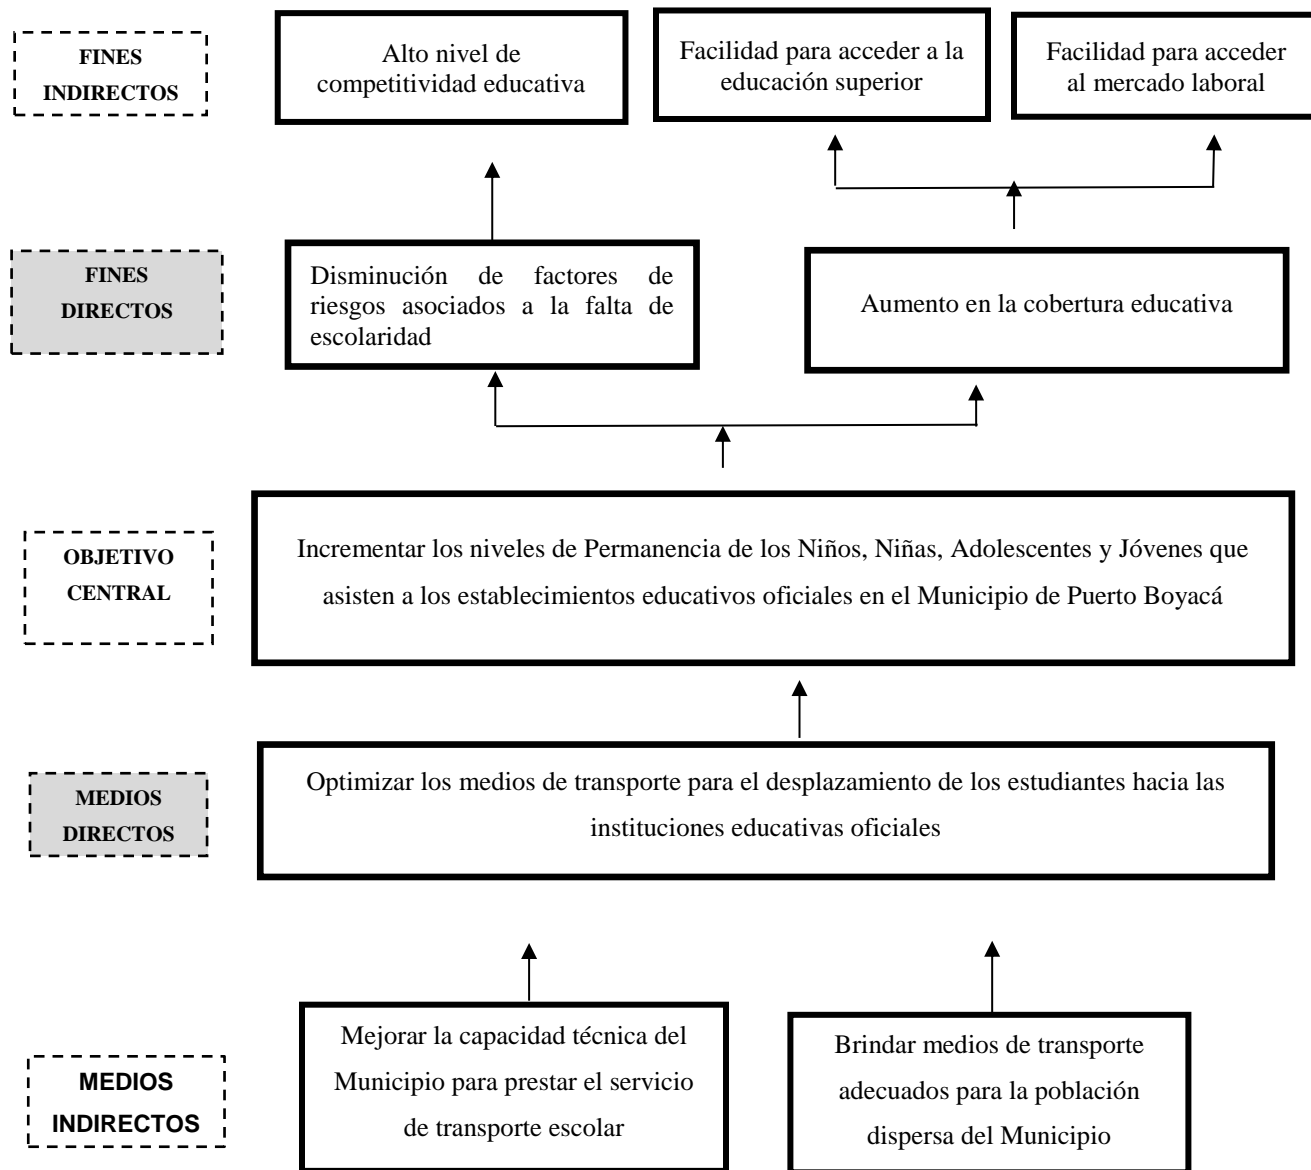 FINES
INDIRECTOS
Alto nivel de
competitividad educativa
Facilidad para acceder a la
educación superior
Facilidad para acceder
al mercado laboral
FINES
DIRECTOS
Disminución de factores de
riesgos asociados a la falta de
escolaridad
Aumento en la cobertura educativa
OBJETIVO
CENTRAL
Incrementar los niveles de Permanencia de los Niños, Niñas, Adolescentes y Jóvenes que
asisten a los establecimientos educativos oficiales en el Municipio de Puerto Boyacá
MEDIOS
DIRECTOS
Optimizar los medios de transporte para el desplazamiento de los estudiantes hacia las
instituciones educativas oficiales
MEDIOS
INDIRECTOS
Mejorar la capacidad técnica del
Municipio para prestar el servicio
de transporte escolar
Brindar medios de transporte
adecuados para la población
dispersa del Municipio